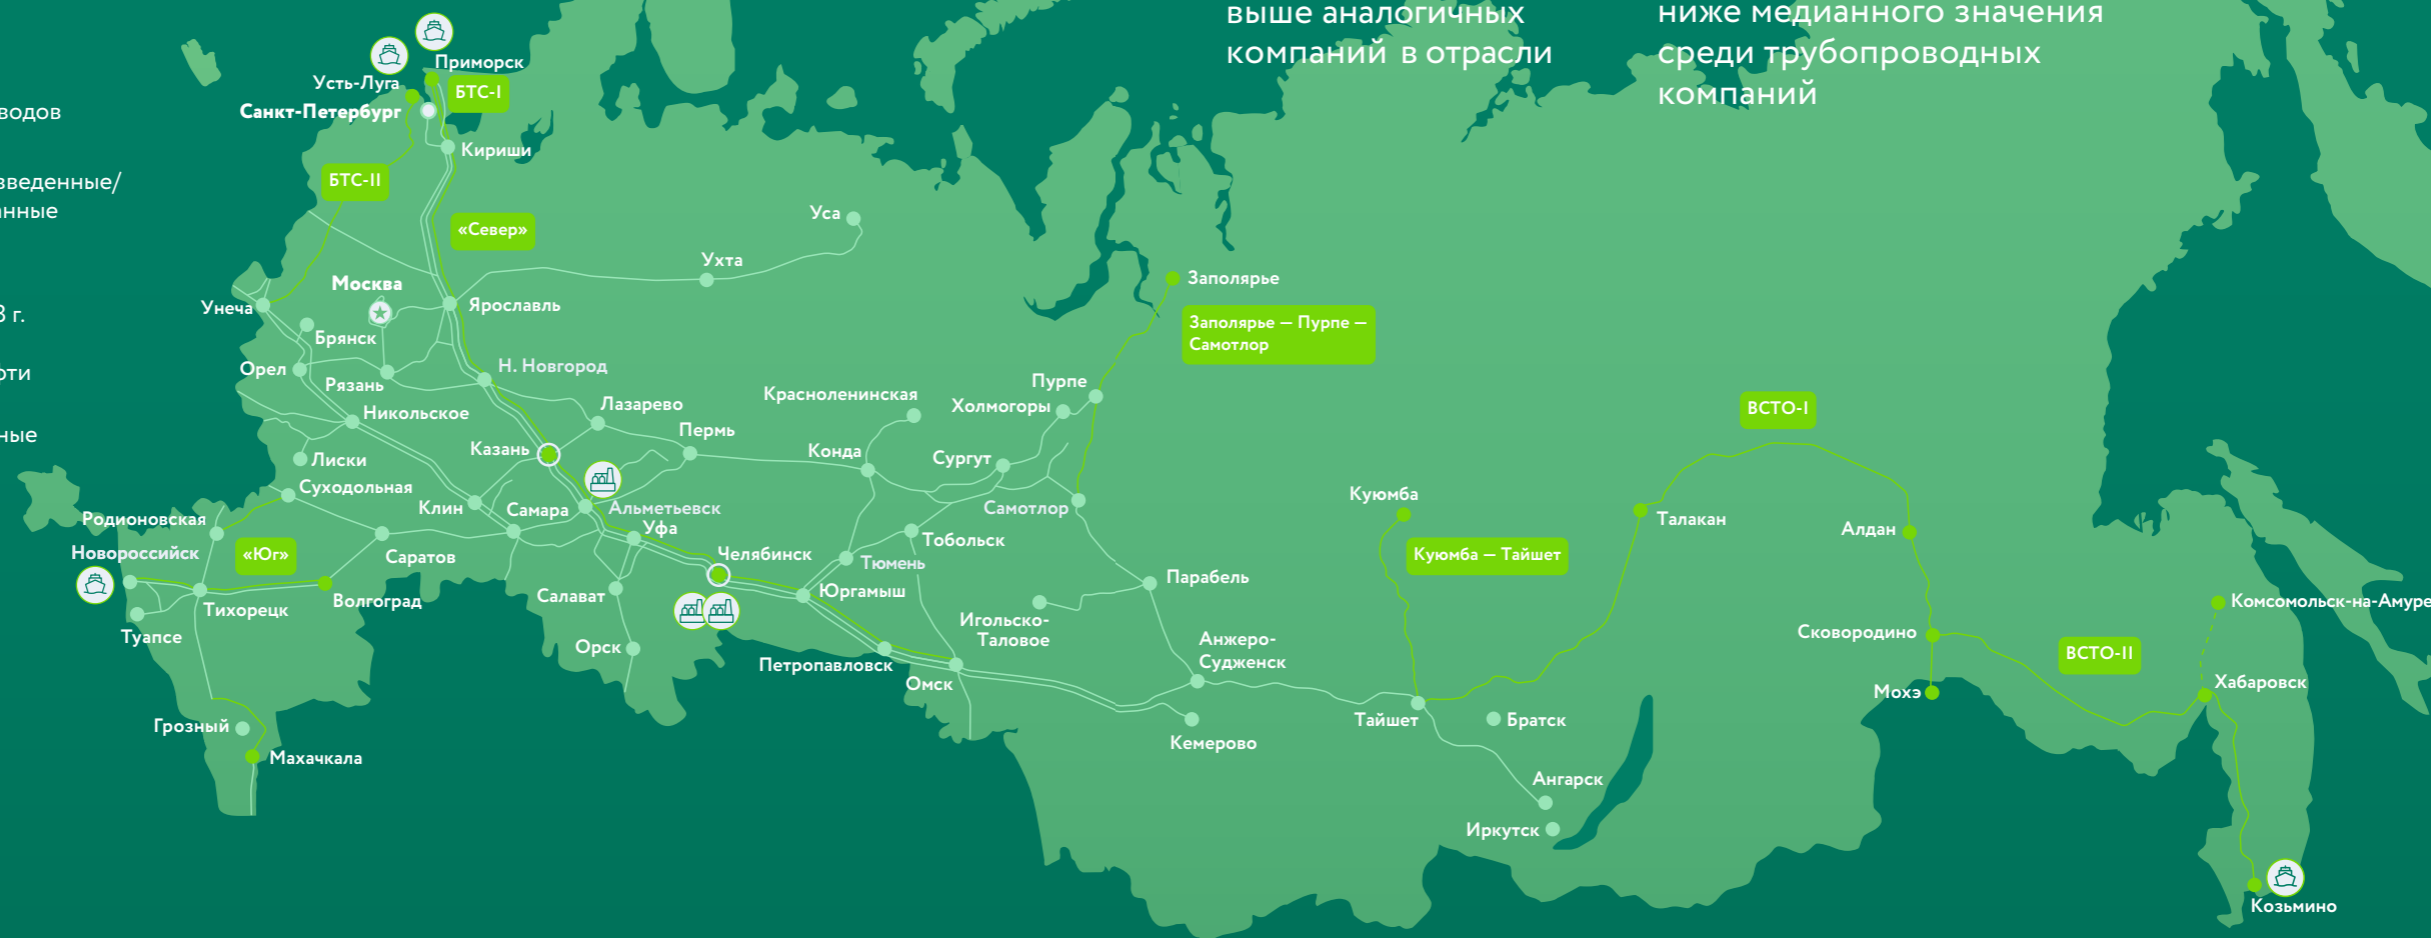 выше аналогичных
компаний в отрасли
ниже медианного значения
среди трубопроводных
компаний
водов
введенные/
анные
3 г.
фти
ные
Приморск
Усть-Луга
БТС-I
Санкт-Петербург
Кириши
БТС-II
«Север»
Уса
Ухта
Москва
Заполярье
Унеча
Ярославль
Заполярье – Пурпе –
Самотлор
Брянск
Орел
Рязань
Н. Новгород
Пурпе
Красноленинская
Холмогоры
Лазарево
Никольское
ВСТО-I
Пермь
Казань
Конда
Сургут
Лиски
Суходольная
Куюмба
Клин
Самара
Альметьевск
Самотлор
Родионовская
Талакан
Уфа
Алдан
Тобольск
Новороссийск
«Юг»
Саратов
Челябинск
Тюмень
Куюмба – Тайшет
Парабель
Юргамыш
Салават
Волгоград
Тихорецк
Комсомольск-на-Амуре
Игольско-
Таловое
Туапсе
Сковородино
Анжеро-
Судженск
Орск
Петропавловск
ВСТО-II
Омск
Хабаровск
Мохэ
Тайшет
Братск
Грозный
Кемерово
Махачкала
Ангарск
Иркутск
Козьмино